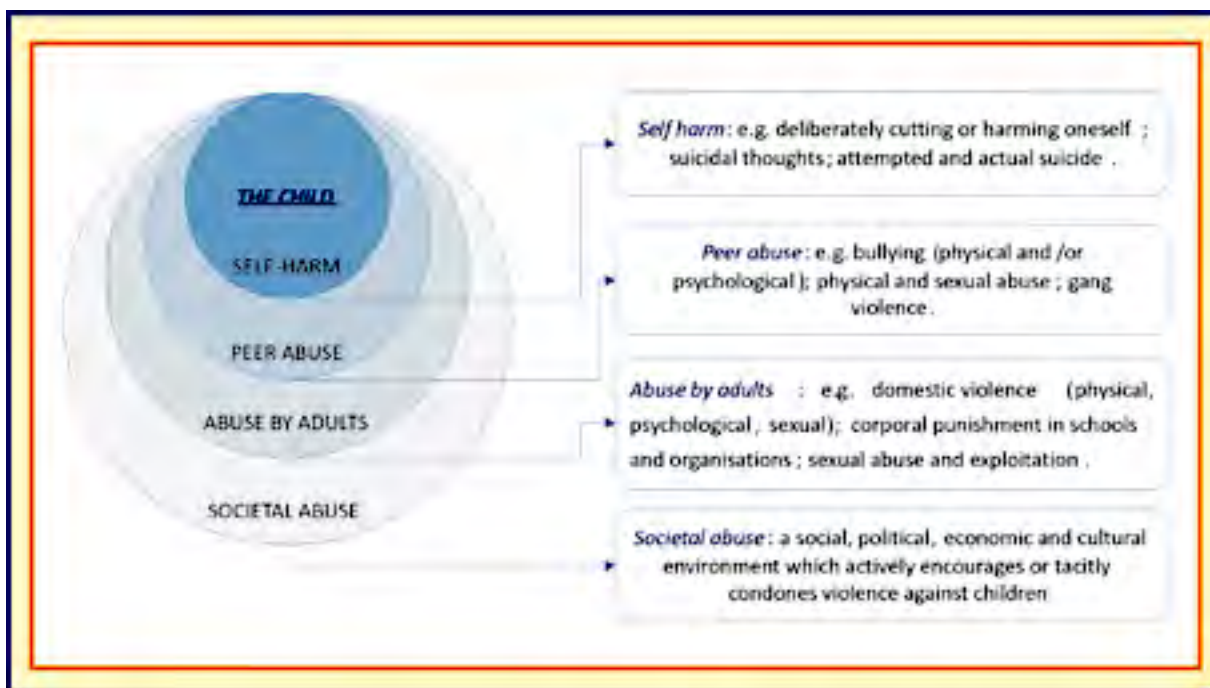 THE CHILD
SELF-HARM
PEER ABUSE
ABUSE BY ADULTS
SOCIETAL ABUSE
Self harm : e.g. deliberately cutting or harming oneself ;
suicidal thoughts ; attempted and actual suicide .
Peer abuse : e.g. bullying (physical and /or
psychological ); physical and sexual abuse ; gang
violence .
Abuse by adults : e.g. domestic violence (physical,
psychological , sexual); corporal punishment in schools
and organisations ; sexual abuse and exploitation .
Societal abuse : a social, political, economic and cultural
environment which actively encourages or tacitly
condones violence against children